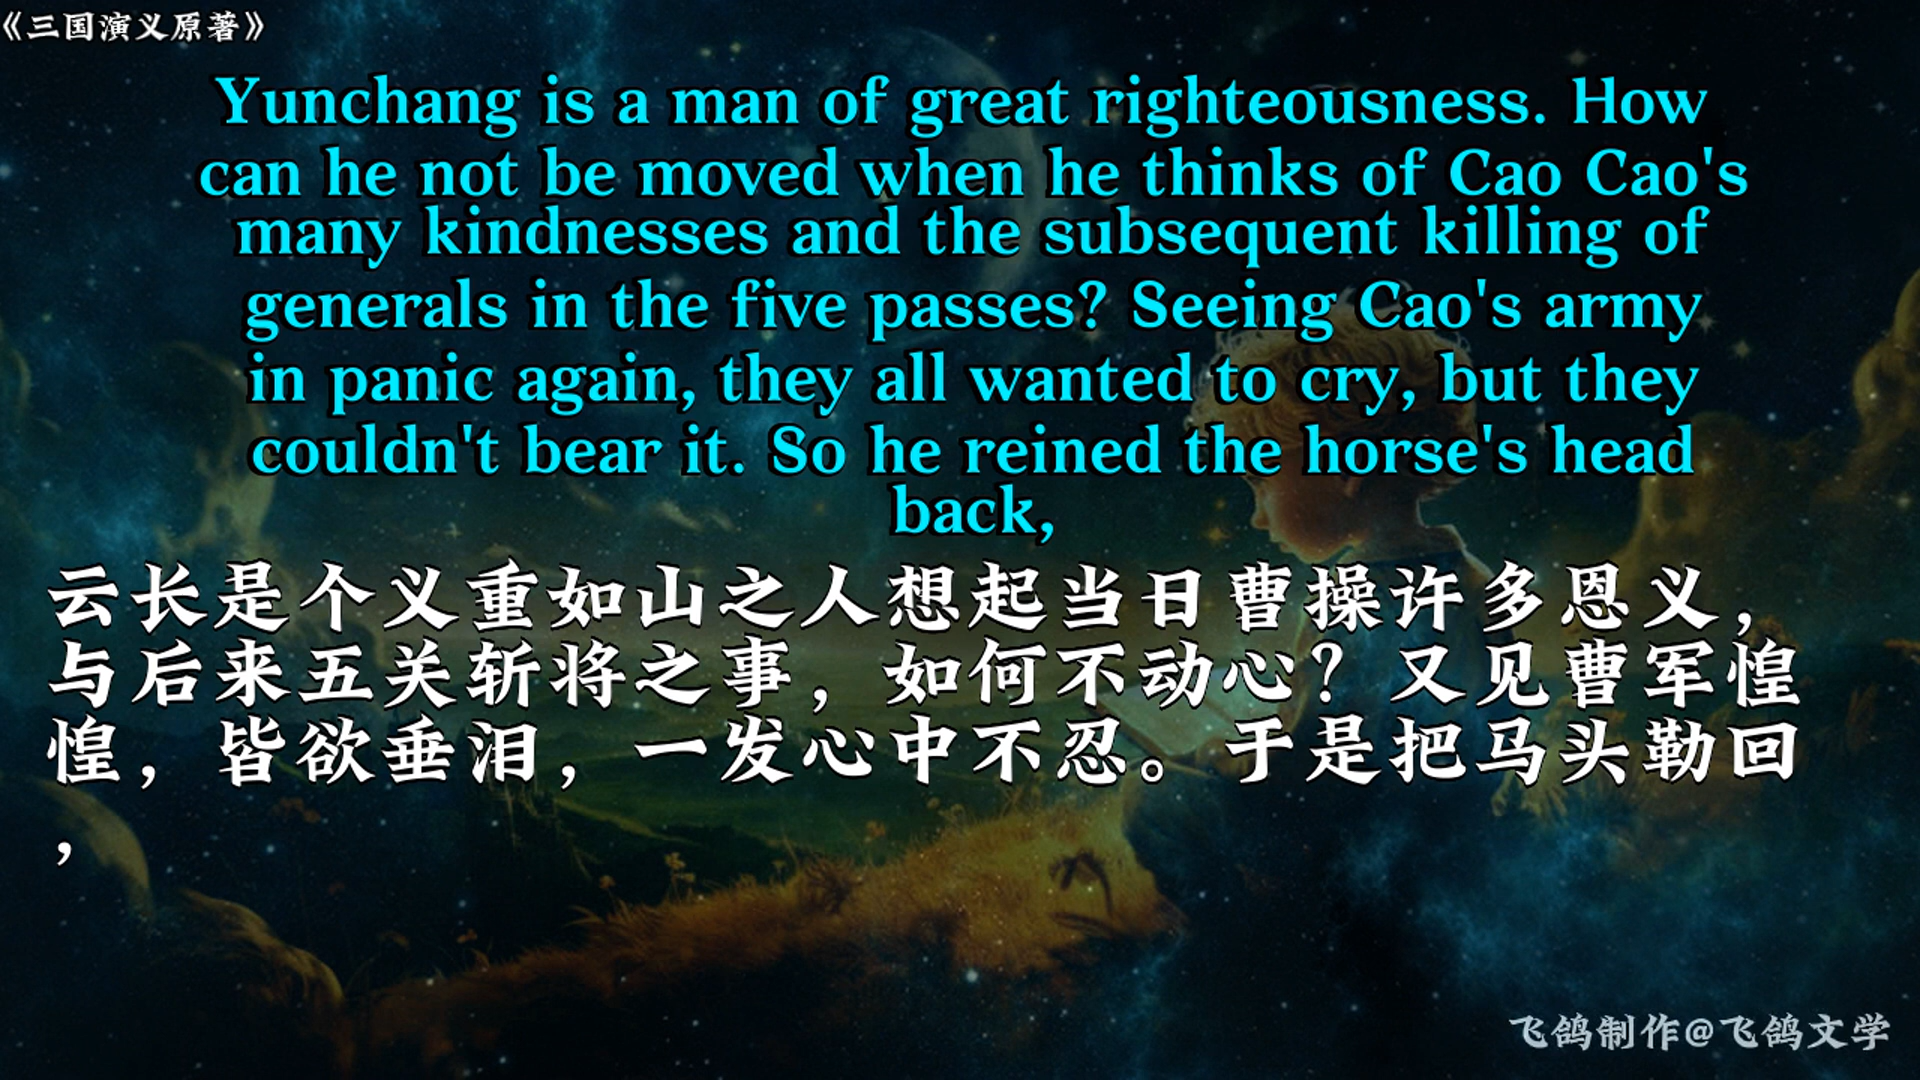 《三国演义原著》
Yunchang is a man of great righteousness. How
can he not be moved when he thinks of Cao Cao's
many kindnesses and the subsequent killing of
generals in the five passes? Seeing Cao's army
in panic again, they all wanted to cry, but they
couldn't bear it. So he reined the horse's head
back,
云长是个义重如山之人想起当日曹操许多恩义，
与后来五关斩将之事，如何不动心？又见曹军惶
惶，皆欲垂泪，一发心中不忍。于是把马头勒回
，
飞鸽制作@飞鸽文学